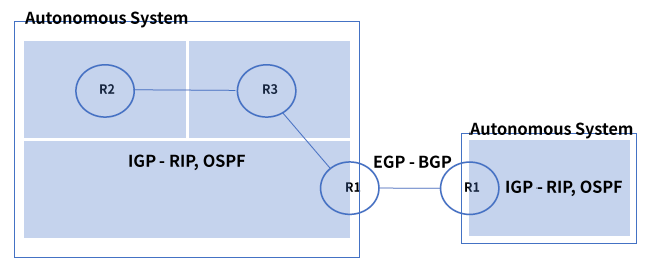 Autonomous System
R2
R3
IGP - RIP, OSPF
EGP - BGP
Autonomous System
R1
R1
IGP - RIP, OSPF